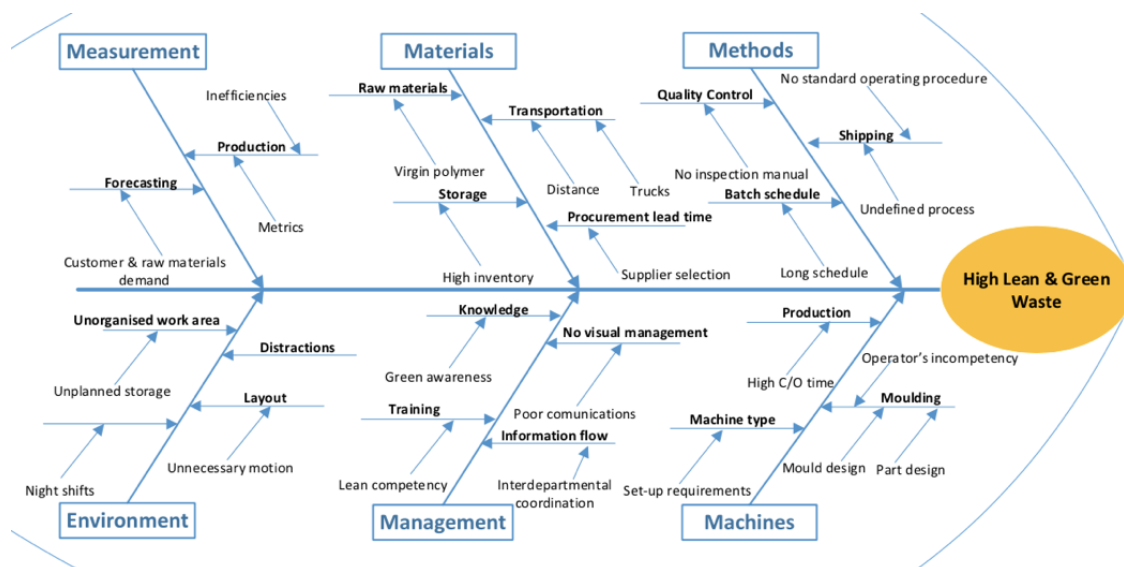 Measurement
Materials
Methods
Inefficiencies
Production
Forecasting
Metrics
Customer & raw materials
demand
Raw materials
Transportation
Virgin polymer
Distance
Trucks
Storage
Procurement lead time
High inventory
Supplier selection
No standard operating procedure
Quality Control
Shipping
No inspection manual
Batch schedule
Undefined process
Long schedule
High Lean & Green
Waste
Unorganised work area
Distractions
Unplanned storage
Layout
Unnecessary motion
Night shifts
Environment
Knowledge
No visual management
Green awareness
Poor comunications
Training
Information flow
Lean competency
Interdepartmental
coordination
Management
Production
Operator's incompetency
High C/O time
Moulding
Machine type
Mould design
Part design
Set-up requirements
Machines